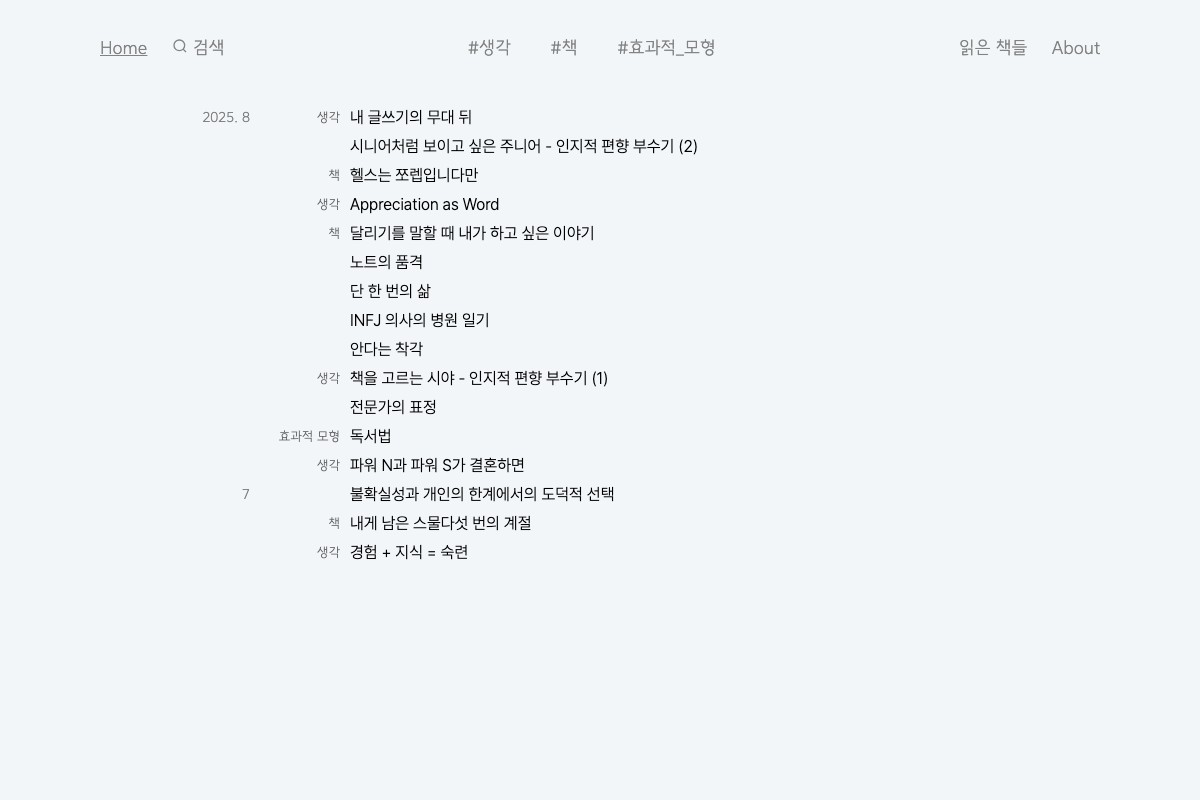 Home 검색 #생각 #책 #효과적_모형 읽은 책들 About
2025. 8 생각 내 글쓰기의 무대 뒤
시니어처럼 보이고 싶은 주니어 - 인지적 편향 부수기 (2)
책 헬스는 쪼렙입니다만
생각 Appreciation as Word
책 달리기를 말할 때 내가 하고 싶은 이야기
노트의 품격
단 한 번의 삶
INFJ 의사의 병원 일기
안다는 착각
생각 책을 고르는 시야 - 인지적 편향 부수기 (1)
전문가의 표정
효과적 모형 독서법
생각 파워 N과 파워 S가 결혼하면
7 불확실성과 개인의 한계에서의 도덕적 선택
책 내게 남은 스물다섯 번의 계절
생각 경험 + 지식 = 숙련